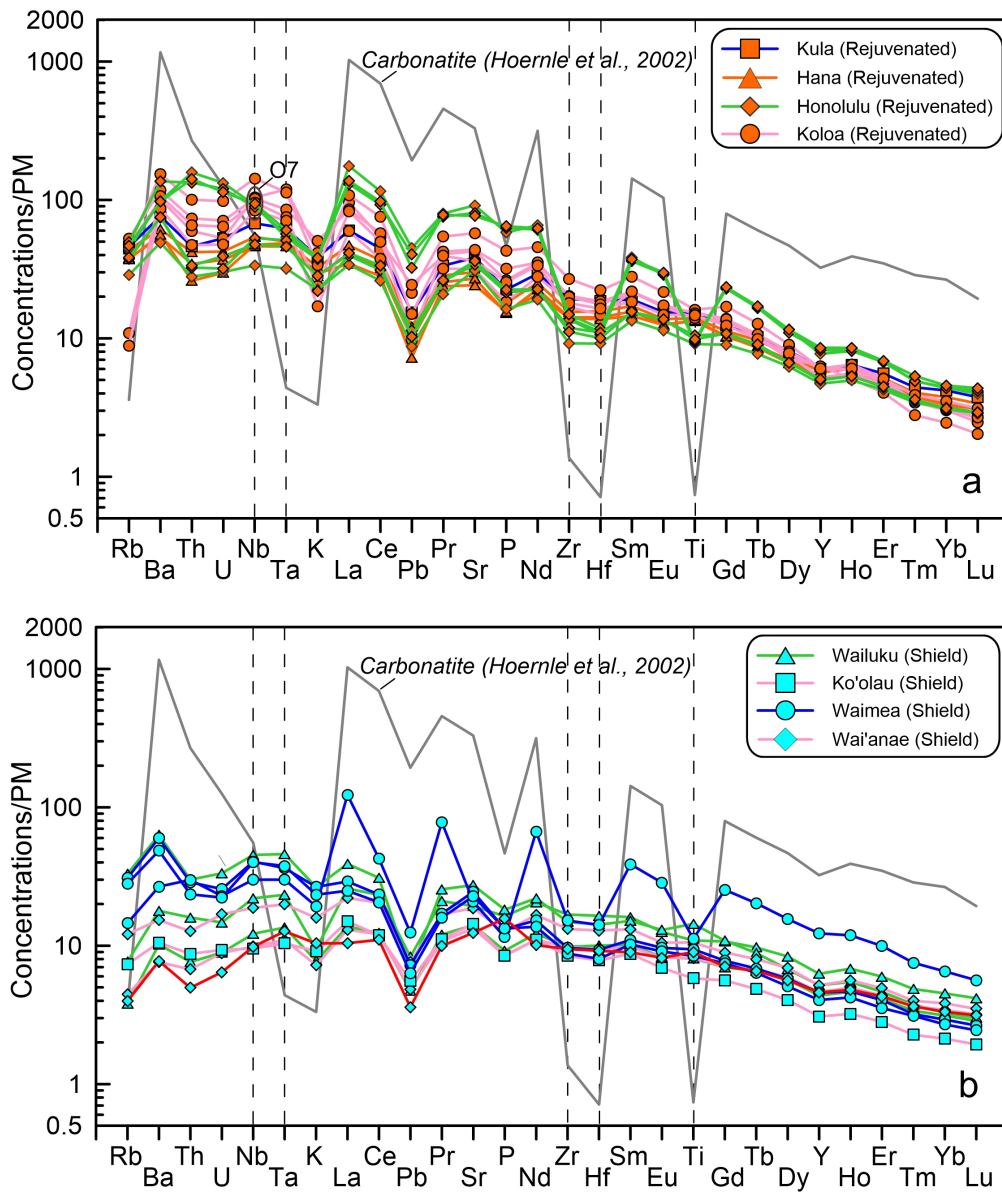 2000
1000
100
10
1
0.5
Concentrations/PM
Carbonatite (Hoernle et al., 2002)
Kula (Rejuvenated)
Hana (Rejuvenated)
Honolulu (Rejuvenated)
Koloa (Rejuvenated)
O7
a
Rb Th Nb K Ce Pr P Zr Sm Ti Tb Y Er Yb
Ba U Ta La Pb Sr Nd Hf Eu Gd Dy Ho Tm Lu
2000
1000
100
10
1
0.5
Concentrations/PM
Carbonatite (Hoernle et al., 2002)
Wailuku (Shield)
Ko'olau (Shield)
Waimea (Shield)
Wai'anae (Shield)
b
Rb Th Nb K Ce Pr P Zr Sm Ti Tb Y Er Yb
Ba U Ta La Pb Sr Nd Hf Eu Gd Dy Ho Tm Lu